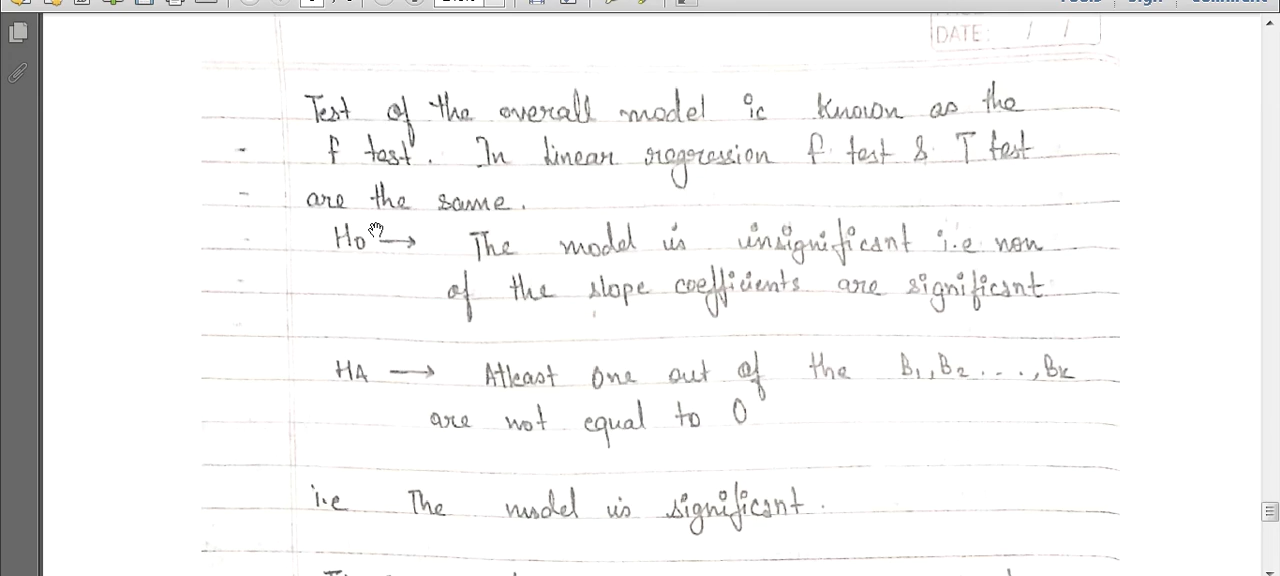 DATE: / /
Test of the overall model is known as the
f test. In linear regression f test & T test
are the same.
H0 → The model is insignificant i.e non
of the slope coefficients are significant
HA → Atleast one out of the B1, B2 ..., Bk
are not equal to 0
i.e The model is significant.